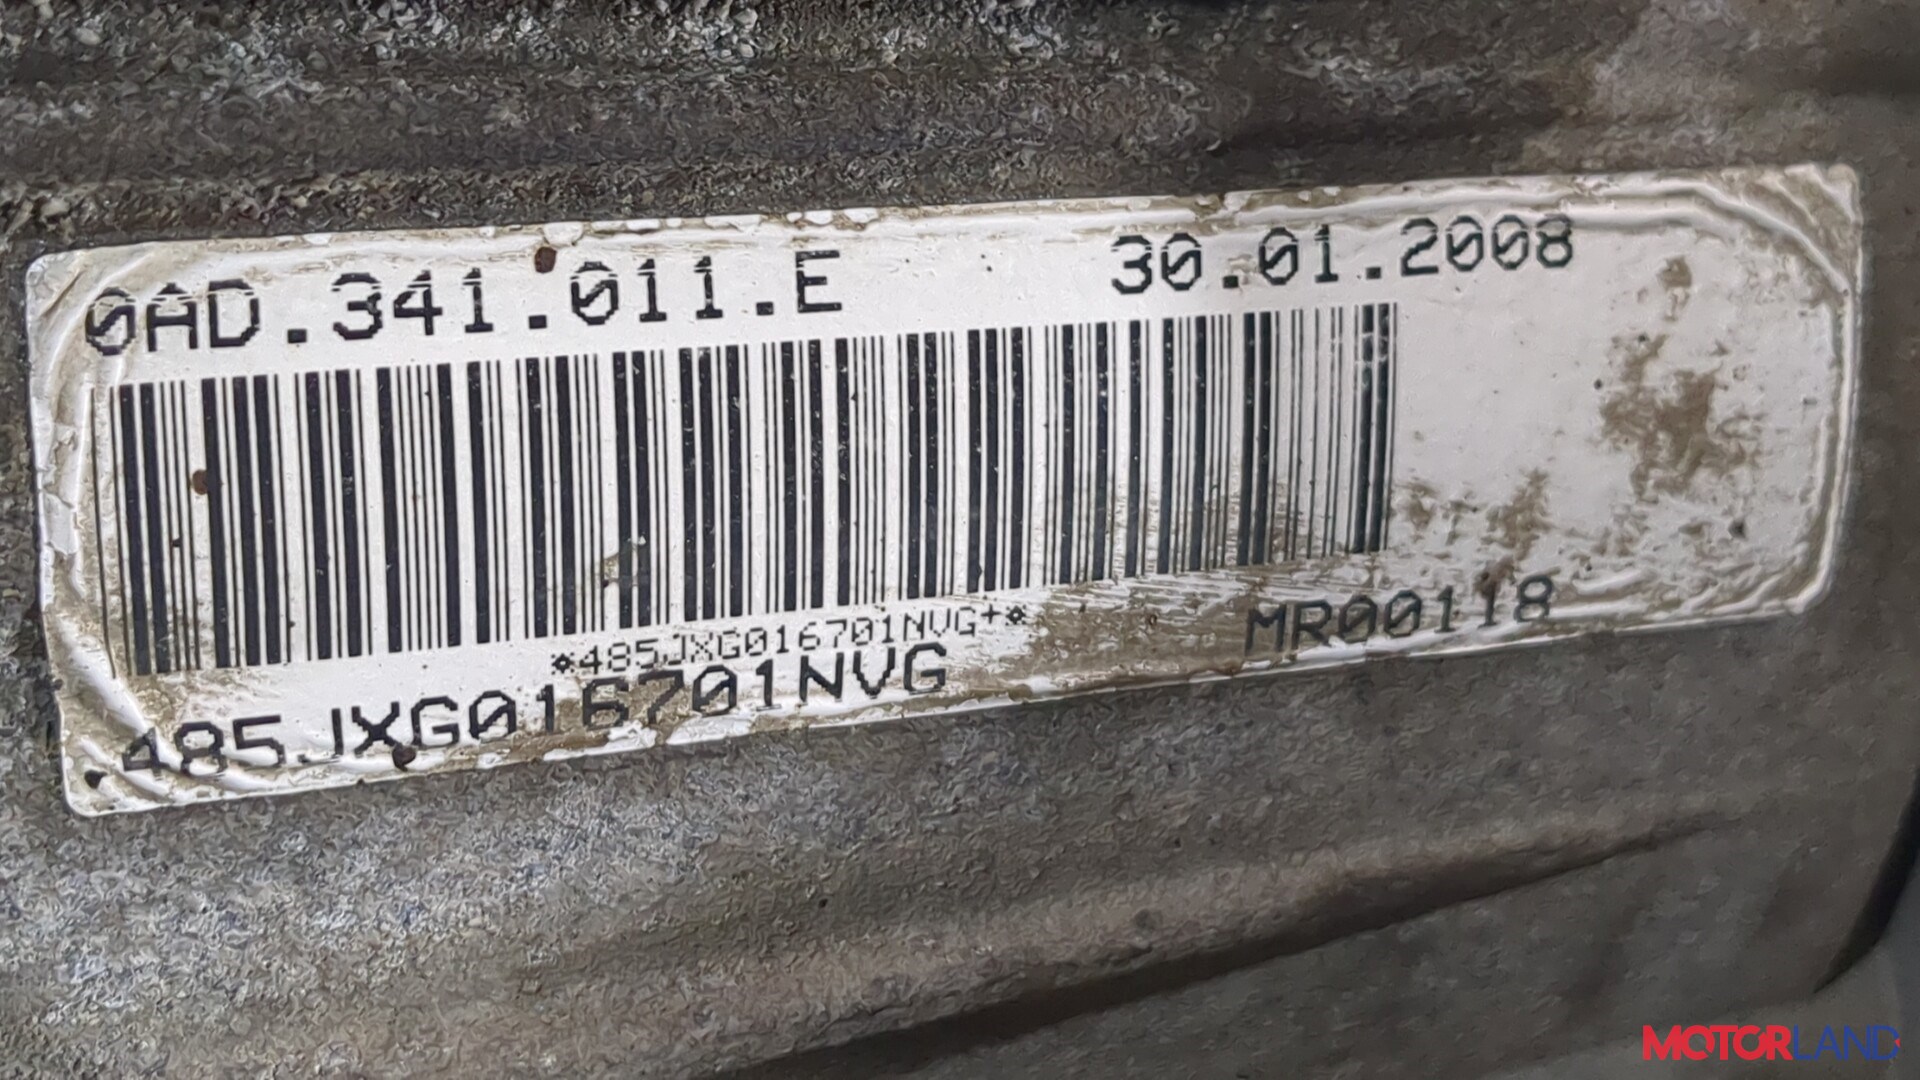 0AD.341.011.E 30.01.2008
*485JXG016701NVG+*
.485JXG016701NVG MR00118
MOTORLAND